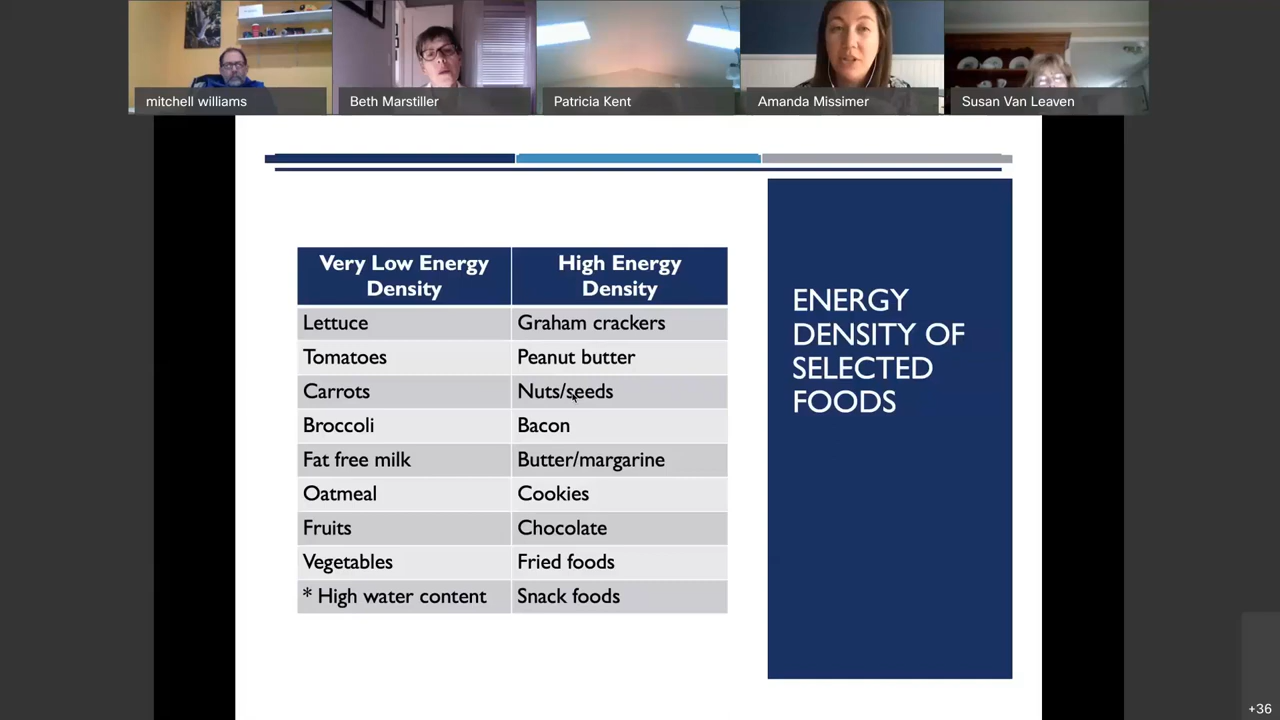 mitchell williams
Beth Marstiller
Patricia Kent
Amanda Missimer
Susan Van Leaven
Very Low Energy
Density
High Energy
Density
Lettuce
Graham crackers
Tomatoes
Peanut butter
Carrots
Nuts/seeds
Broccoli
Bacon
Fat free milk
Butter/margarine
Oatmeal
Cookies
Fruits
Chocolate
Vegetables
Fried foods
* High water content
Snack foods
ENERGY
DENSITY OF
SELECTED
FOODS
+36